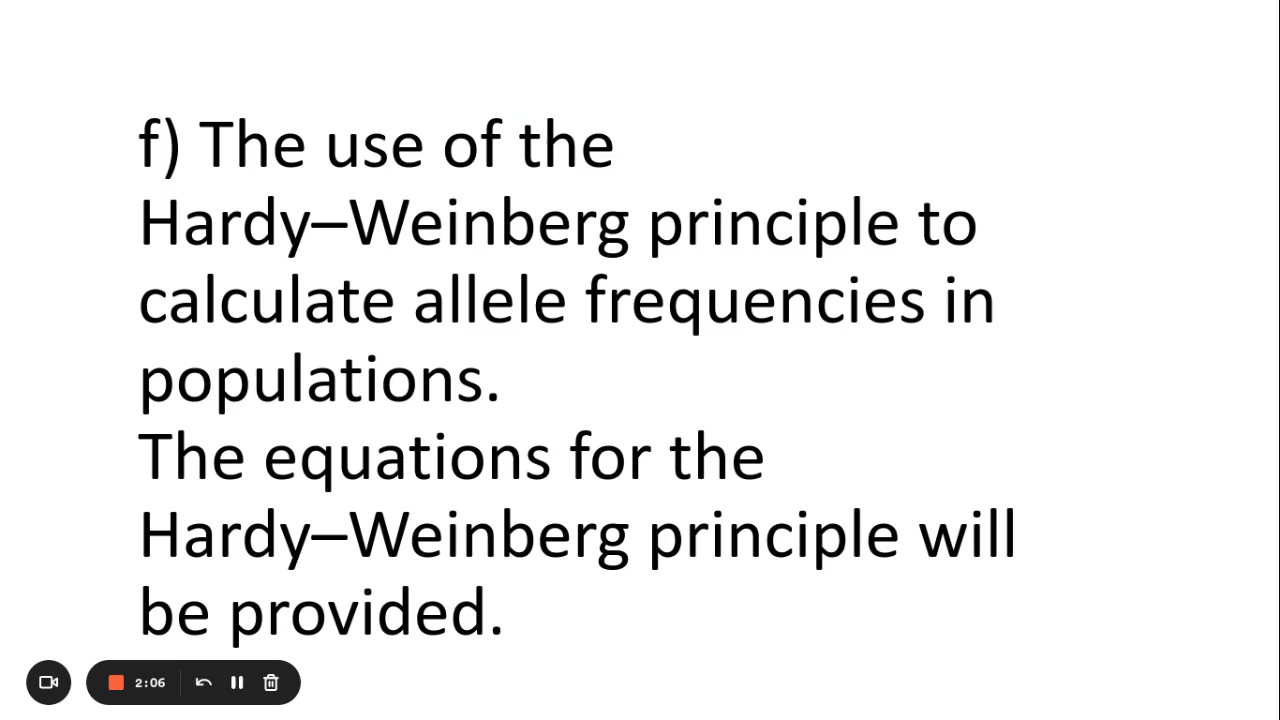 f) The use of the
Hardy–Weinberg principle to
calculate allele frequencies in
populations.
The equations for the
Hardy–Weinberg principle will
be provided.
2:06